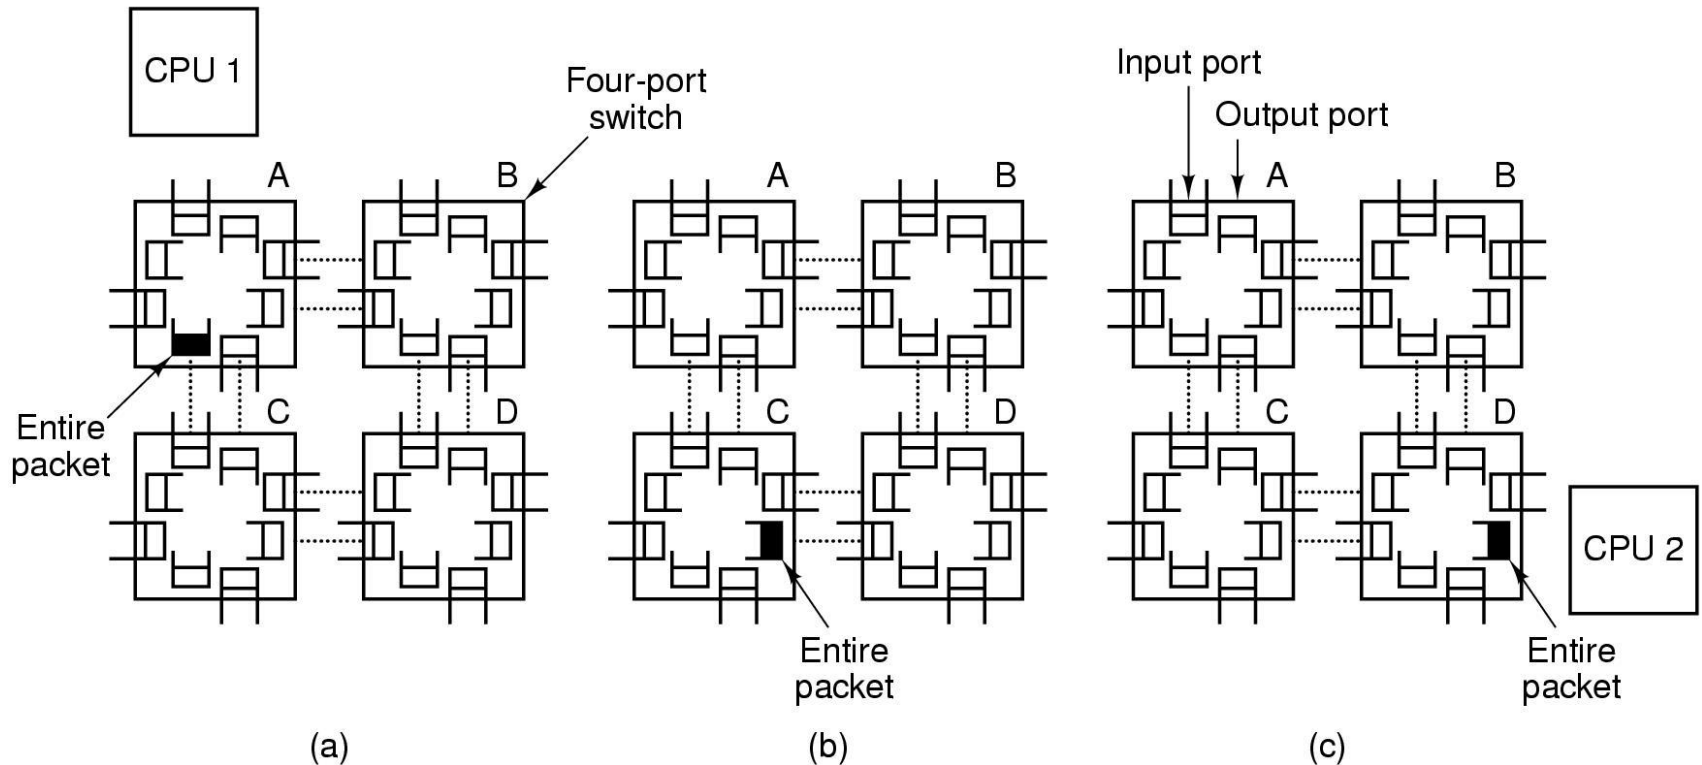 CPU 1
Four-port
switch
Input port
Output port
A
B
A
B
A
B
Entire
packet
C
D
C
D
C
D
CPU 2
Entire
packet
Entire
packet
(a)
(b)
(c)